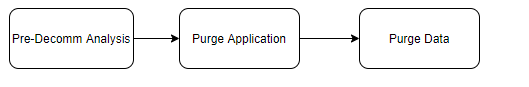 Pre-Decomm Analysis
Purge Application
Purge Data